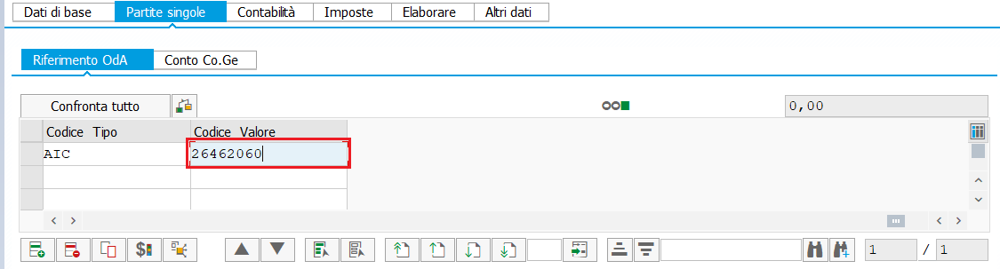 Dati di base Partite singole Contabilità Imposte Elaborare Altri dati
Riferimento OdA Conto Co.Ge
Confronta tutto 0,00
Codice Tipo Codice Valore
AIC 26462060
1 / 1